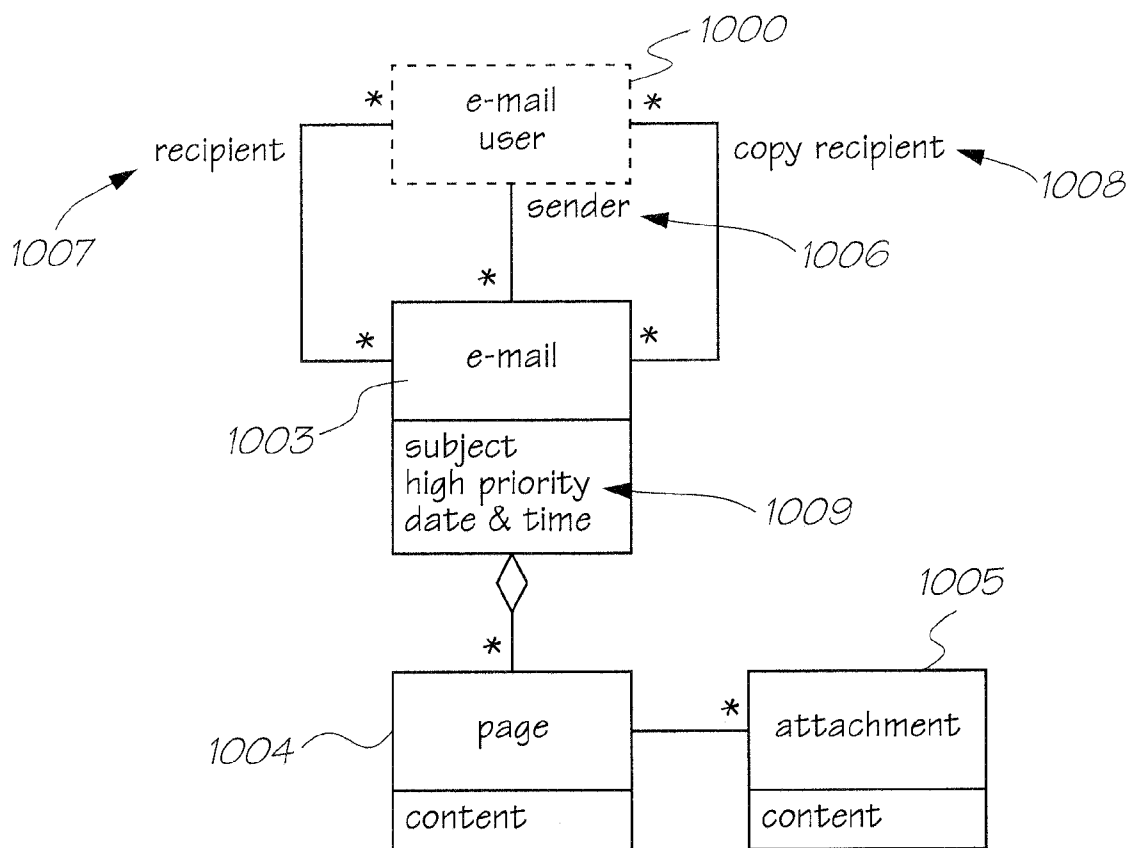 1000
* e-mail *
user
recipient
copy recipient
1008
sender
1007
1006
*
* *
e-mail
1003
subject
high priority
date & time
1009
1005
*
page
*
attachment
1004
content
content